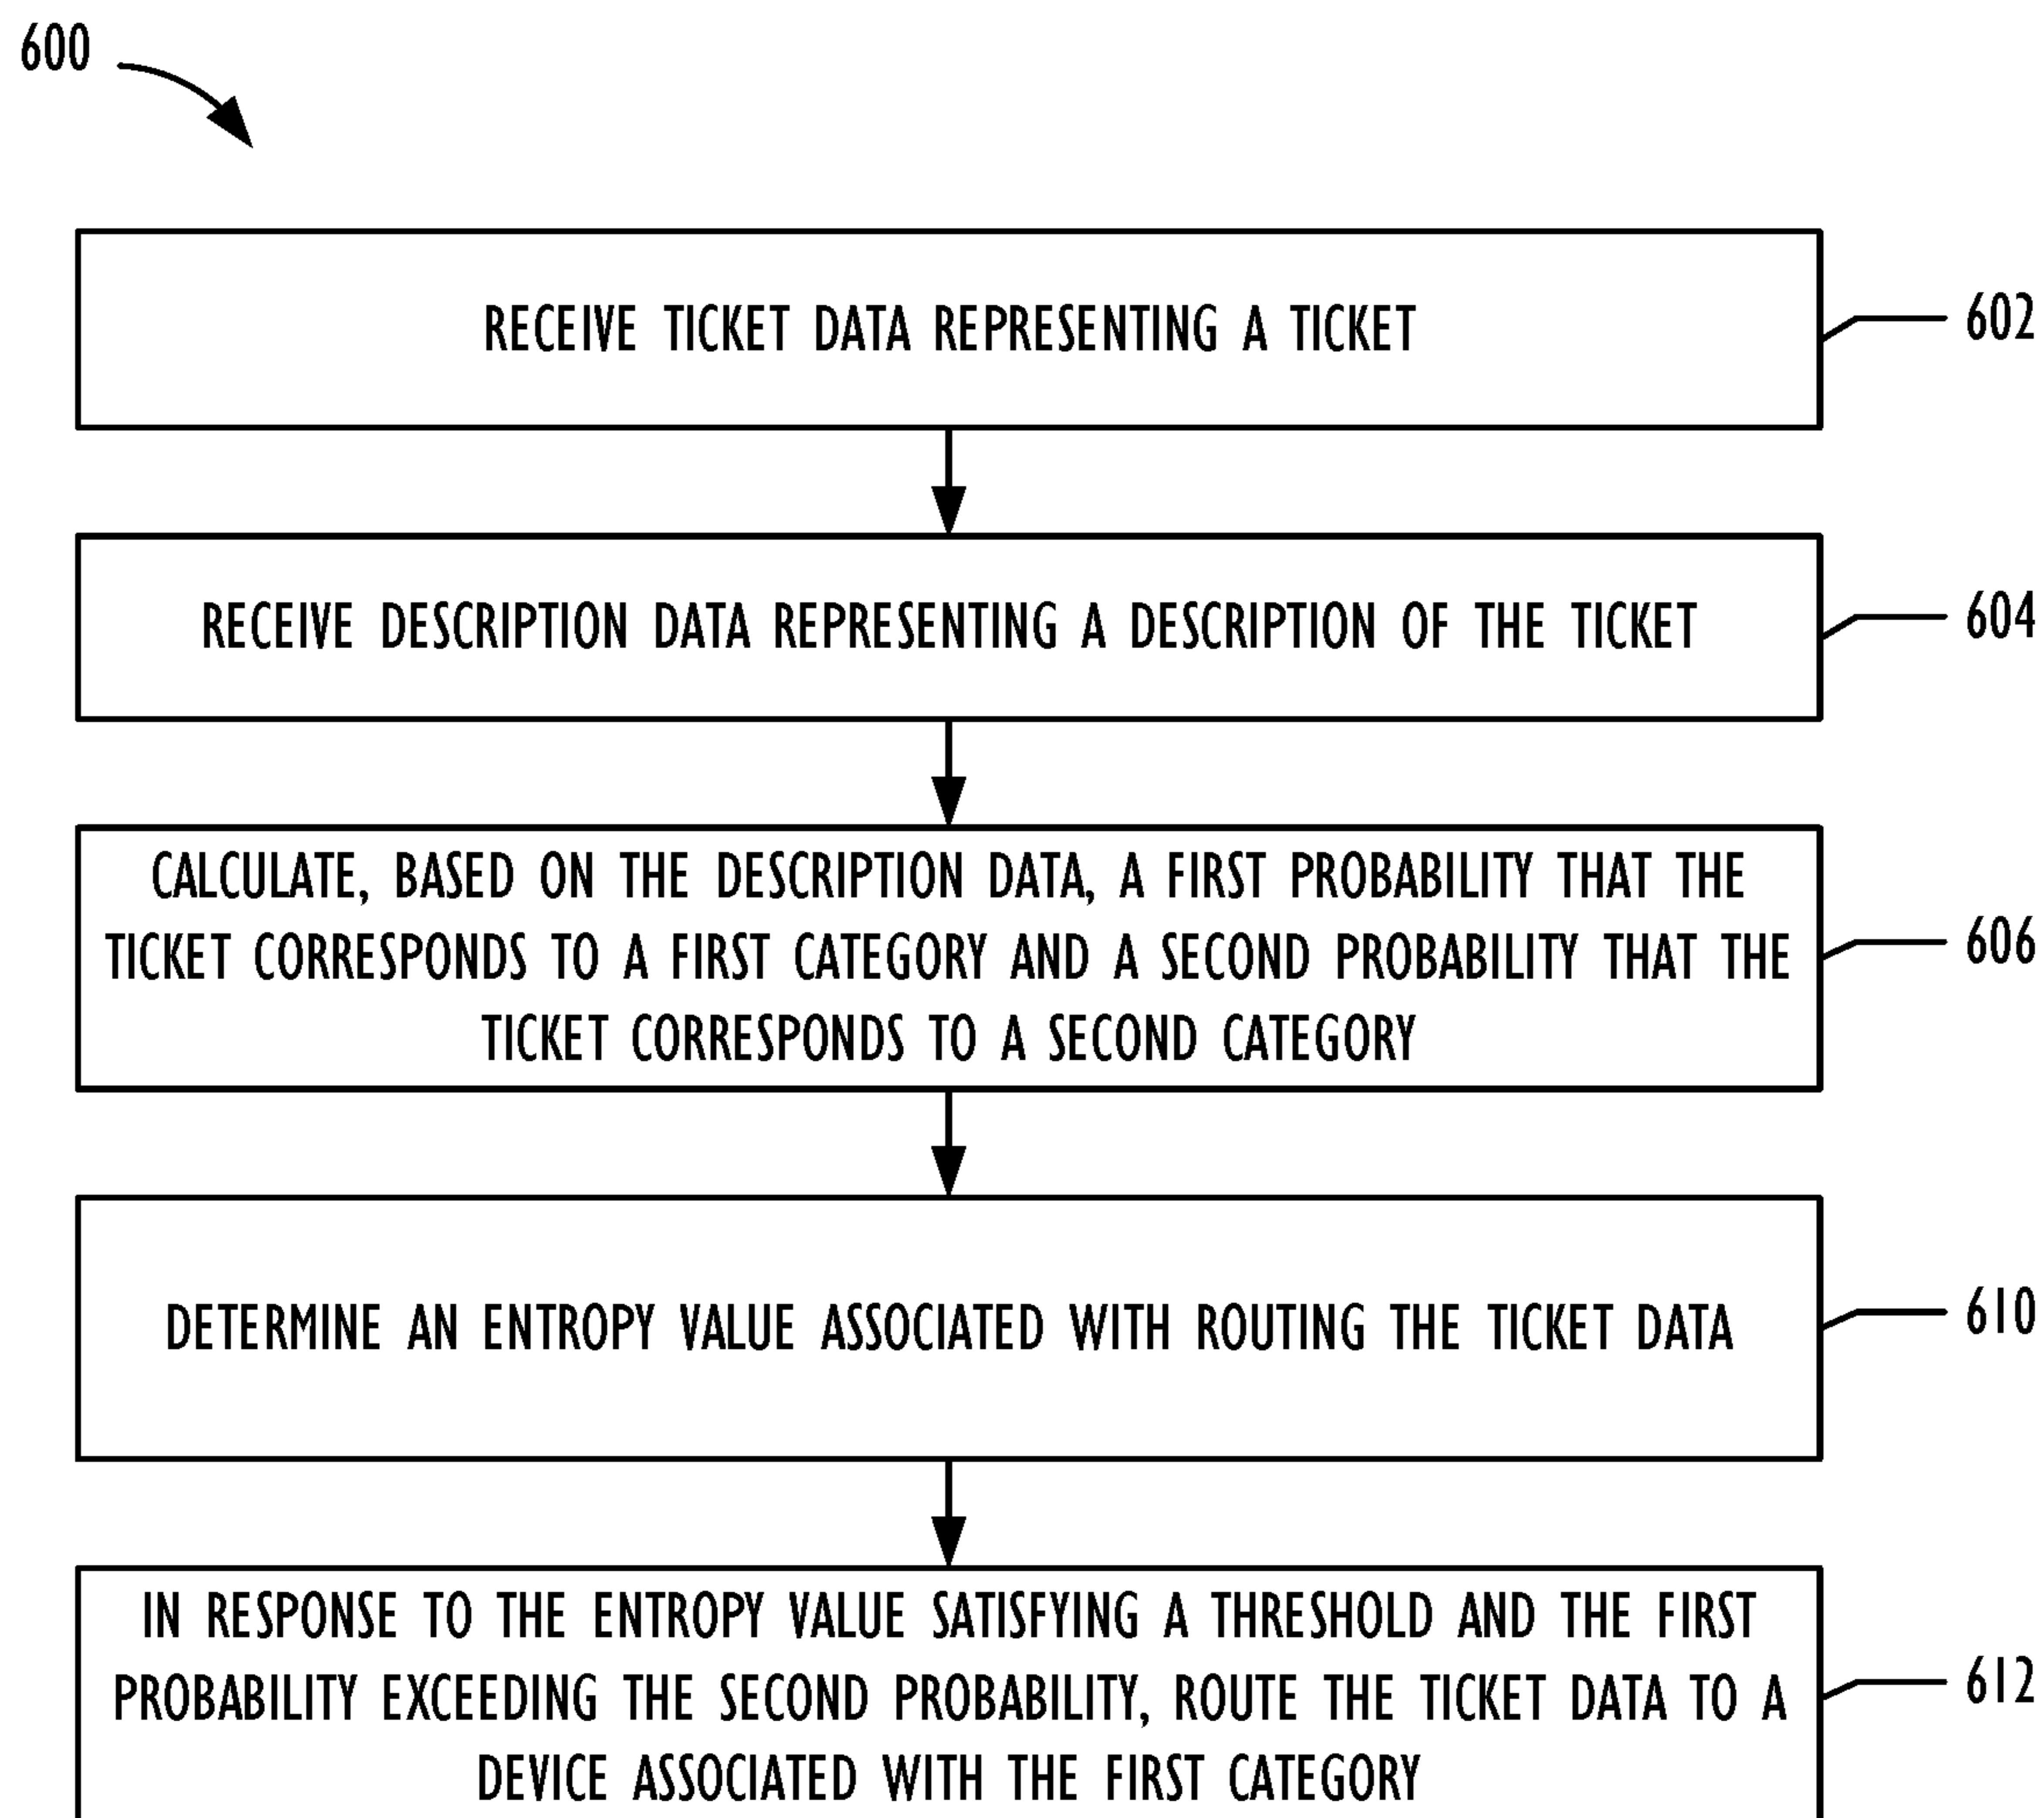 600
RECEIVE TICKET DATA REPRESENTING A TICKET
602
RECEIVE DESCRIPTION DATA REPRESENTING A DESCRIPTION OF THE TICKET
604
CALCULATE, BASED ON THE DESCRIPTION DATA, A FIRST PROBABILITY THAT THE
TICKET CORRESPONDS TO A FIRST CATEGORY AND A SECOND PROBABILITY THAT THE
TICKET CORRESPONDS TO A SECOND CATEGORY
606
DETERMINE AN ENTROPY VALUE ASSOCIATED WITH ROUTING THE TICKET DATA
610
IN RESPONSE TO THE ENTROPY VALUE SATISFYING A THRESHOLD AND THE FIRST
PROBABILITY EXCEEDING THE SECOND PROBABILITY, ROUTE THE TICKET DATA TO A
DEVICE ASSOCIATED WITH THE FIRST CATEGORY
612